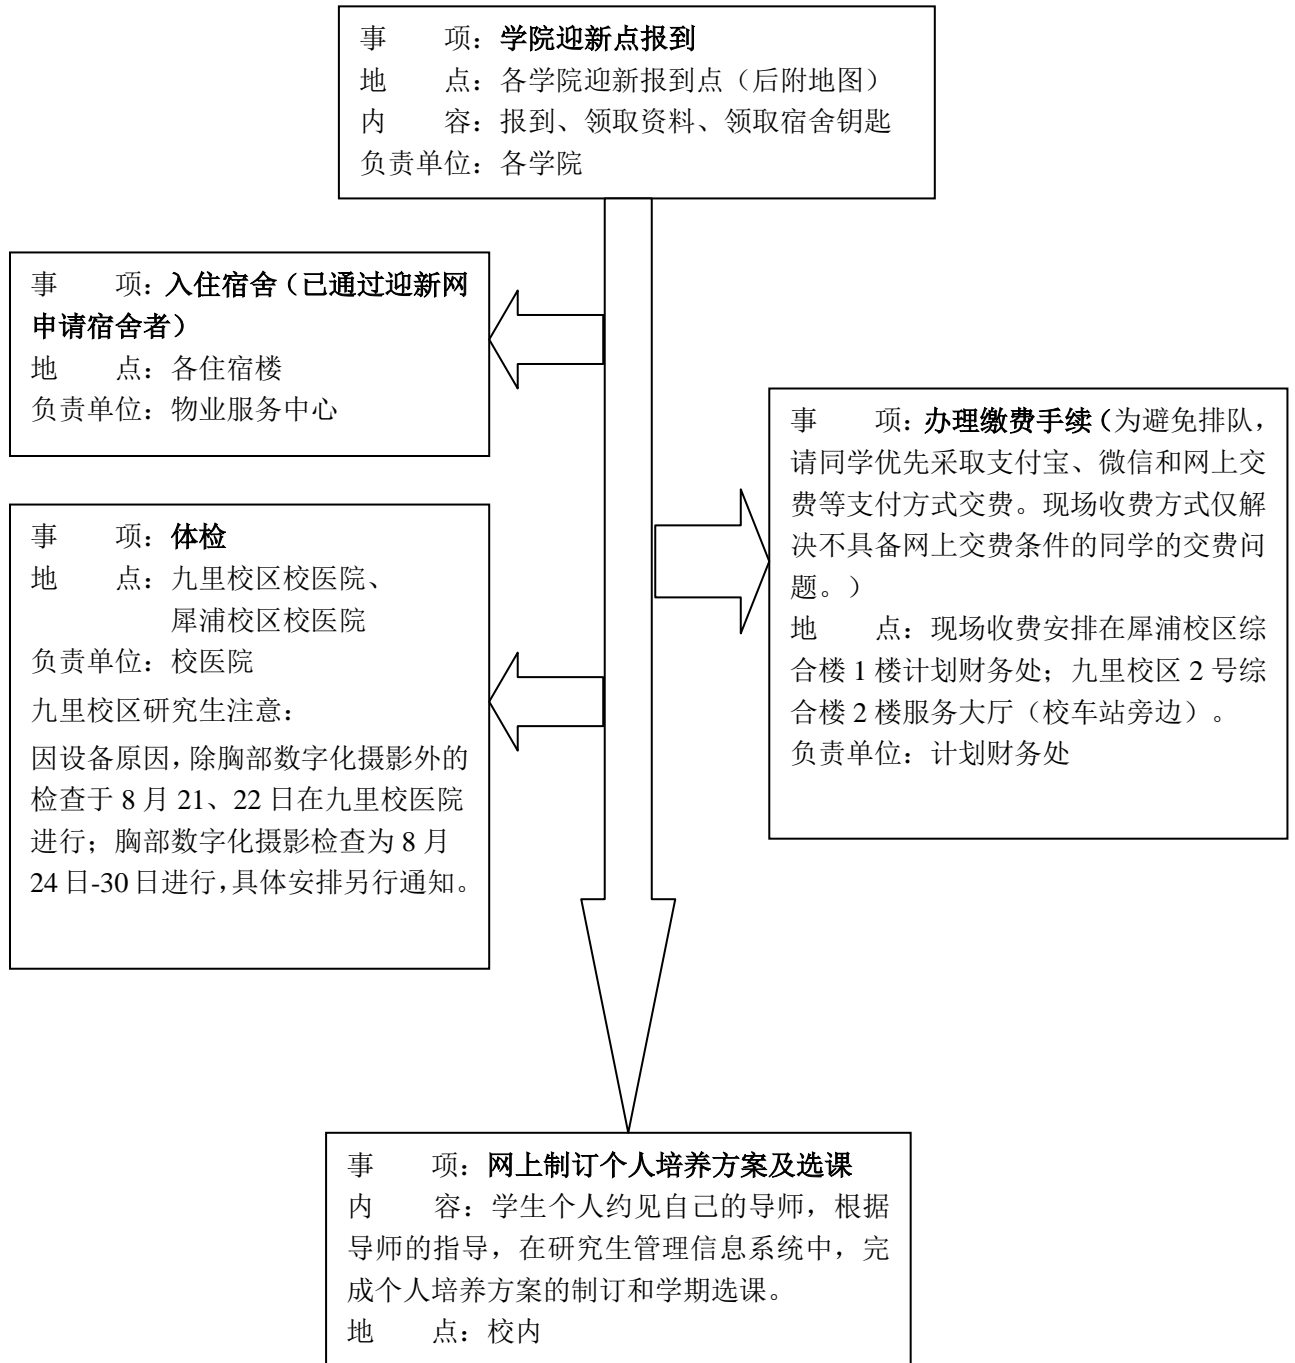 事　　项：学院迎新点报到
地　　点：各学院迎新报到点（后附地图）
内　　容：报到、领取资料、领取宿舍钥匙
负责单位：各学院
事　　项：入住宿舍（已通过迎新网
申请宿舍者）
地　　点：各住宿楼
负责单位：物业服务中心
事　　项：办理缴费手续（为避免排队，
请同学优先采取支付宝、微信和网上交
费等支付方式交费。现场收费方式仅解
决不具备网上交费条件的同学的交费问
题。）
地　　点：现场收费安排在犀浦校区综
合楼 1 楼计划财务处；九里校区 2 号综
合楼 2 楼服务大厅（校车站旁边）。
负责单位：计划财务处
事　　项：体检
地　　点：九里校区校医院、
犀浦校区校医院
负责单位：校医院
九里校区研究生注意：
因设备原因，除胸部数字化摄影外的
检查于 8 月 21、22 日在九里校医院
进行；胸部数字化摄影检查为 8 月
24 日-30 日进行，具体安排另行通知。
事　　项：网上制订个人培养方案及选课
内　　容：学生个人约见自己的导师，根据
导师的指导，在研究生管理信息系统中，完
成个人培养方案的制订和学期选课。
地　　点：校内